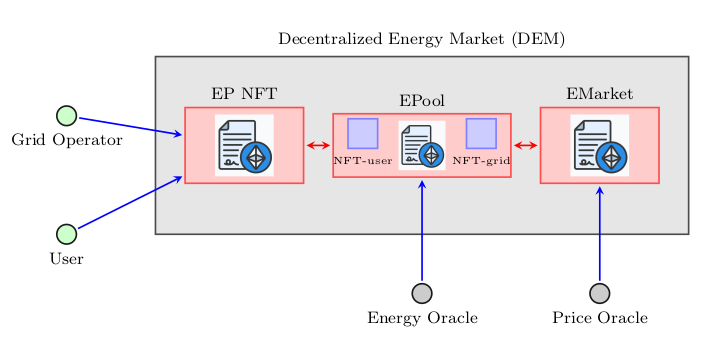 Decentralized Energy Market (DEM)
EP NFT
EPool
EMarket
Grid Operator
NFT-user
NFT-grid
User
Energy Oracle
Price Oracle